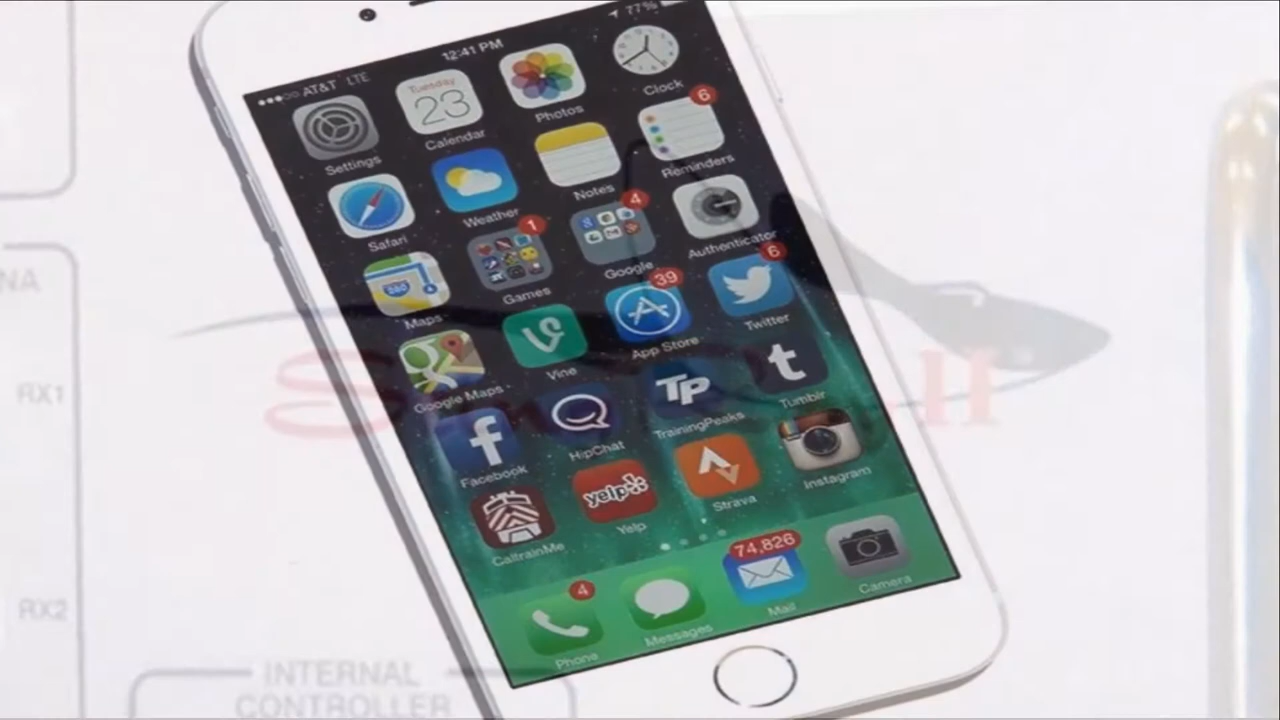 AT&T LTE
12:41 PM
77%
Settings
Tuesday
23
Calendar
Photos
Clock
Safari
Weather
Notes
6
Reminders
Maps
280
1
Games
4
Google
Authenticator
g
Google Maps
Vine
39
App Store
6
Twitter
f
Facebook
HipChat
TP
TrainingPeaks
t
Tumblr
CaltrainMe
yelp
Yelp
Strava
Instagram
4
Phone
Messages
74,826
Mail
Camera
NA
RX1
RX2
INTERNAL
CONTROLLER